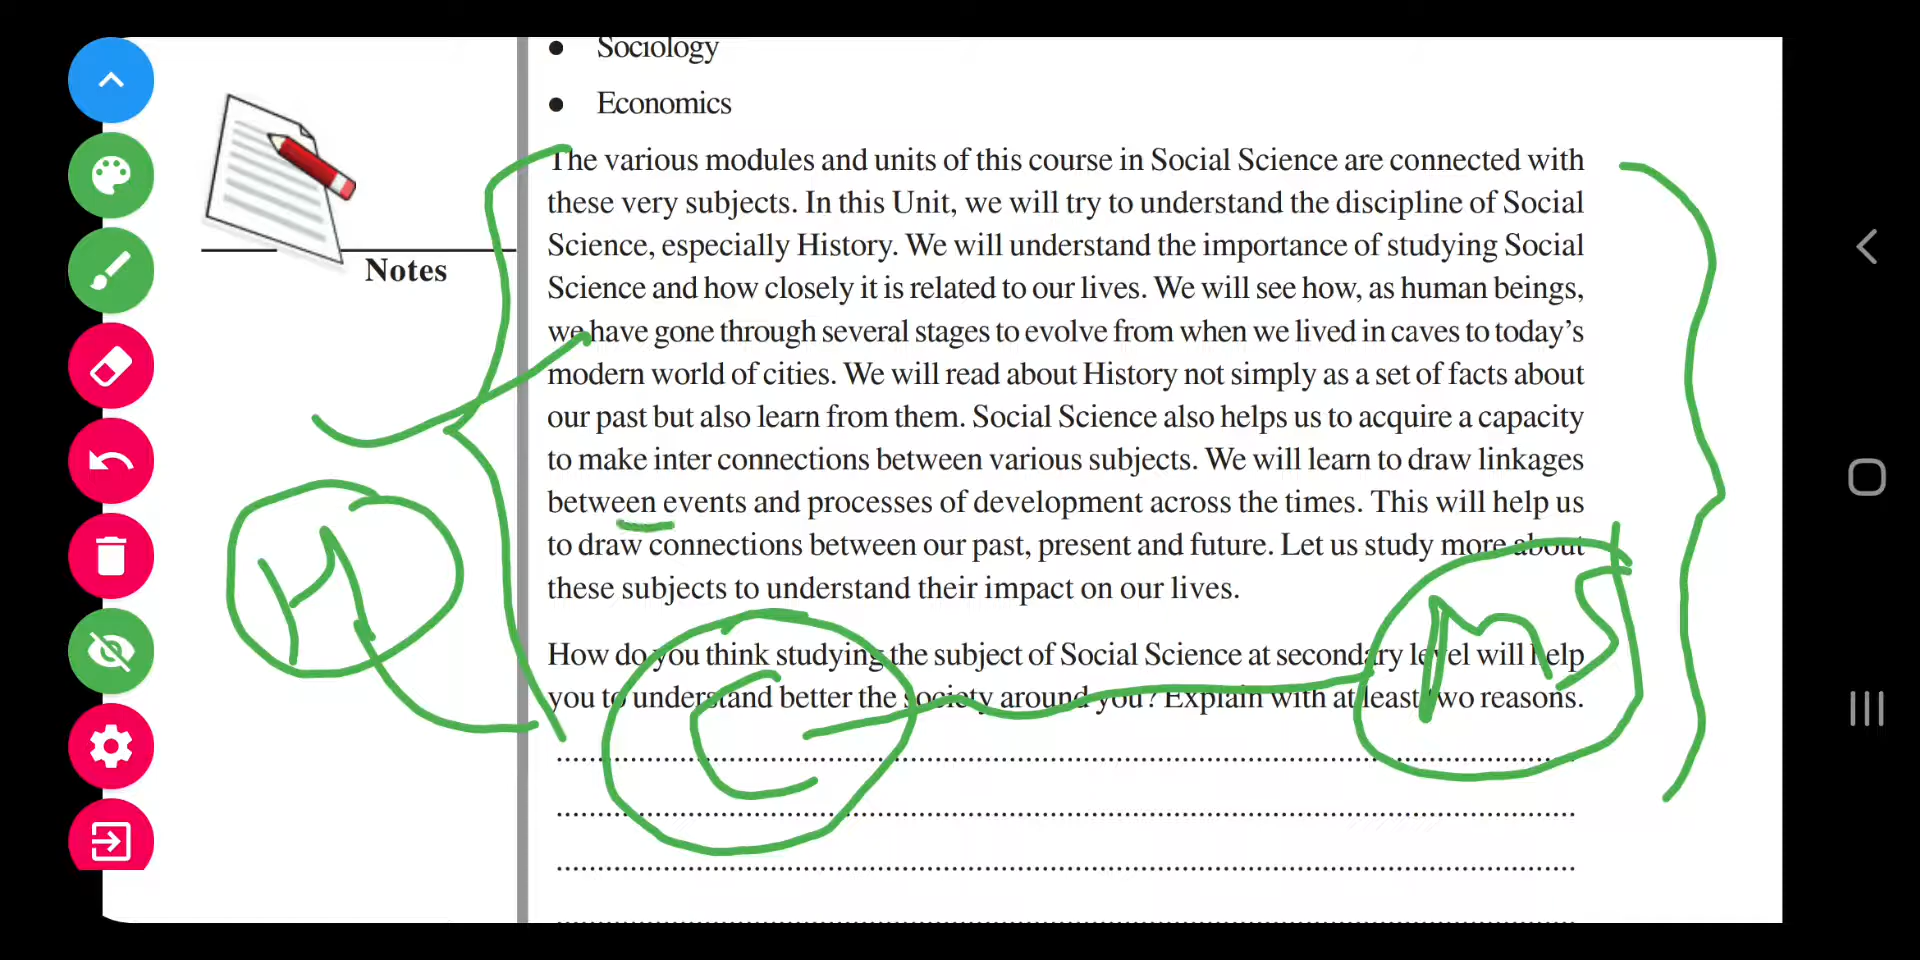 • Sociology
• Economics
The various modules and units of this course in Social Science are connected with
these very subjects. In this Unit, we will try to understand the discipline of Social
Science, especially History. We will understand the importance of studying Social
Science and how closely it is related to our lives. We will see how, as human beings,
we have gone through several stages to evolve from when we lived in caves to today’s
modern world of cities. We will read about History not simply as a set of facts about
our past but also learn from them. Social Science also helps us to acquire a capacity
to make inter connections between various subjects. We will learn to draw linkages
between events and processes of development across the times. This will help us
to draw connections between our past, present and future. Let us study more about
these subjects to understand their impact on our lives.
How do you think studying the subject of Social Science at secondary level will help
you to understand better the society around you? Explain with at least two reasons.
Notes
H
C
MS